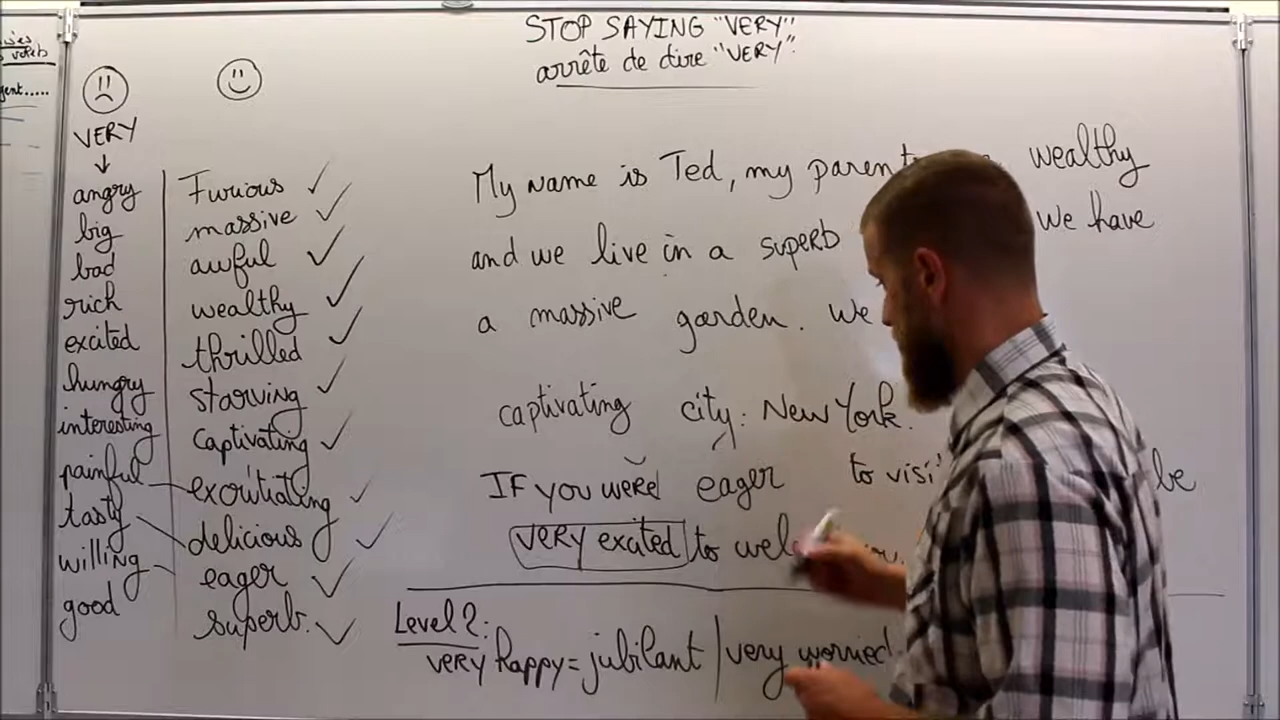 STOP SAYING "VERY"
arrête de dire "VERY"
VERY
angry
big
bad
rich
excited
hungry
interesting
painful
tasty
willing
good
Furious
massive
awful
wealthy
thrilled
starving
captivating
excrutiating
delicious
eager
superb.
My name is Ted, my parent wealthy
and we live in a superb We have
a massive garden. We
captivating city: New York.
IF you were eager to visi be
very excited to wel
Level 2:
very happy = jubilant | very worried